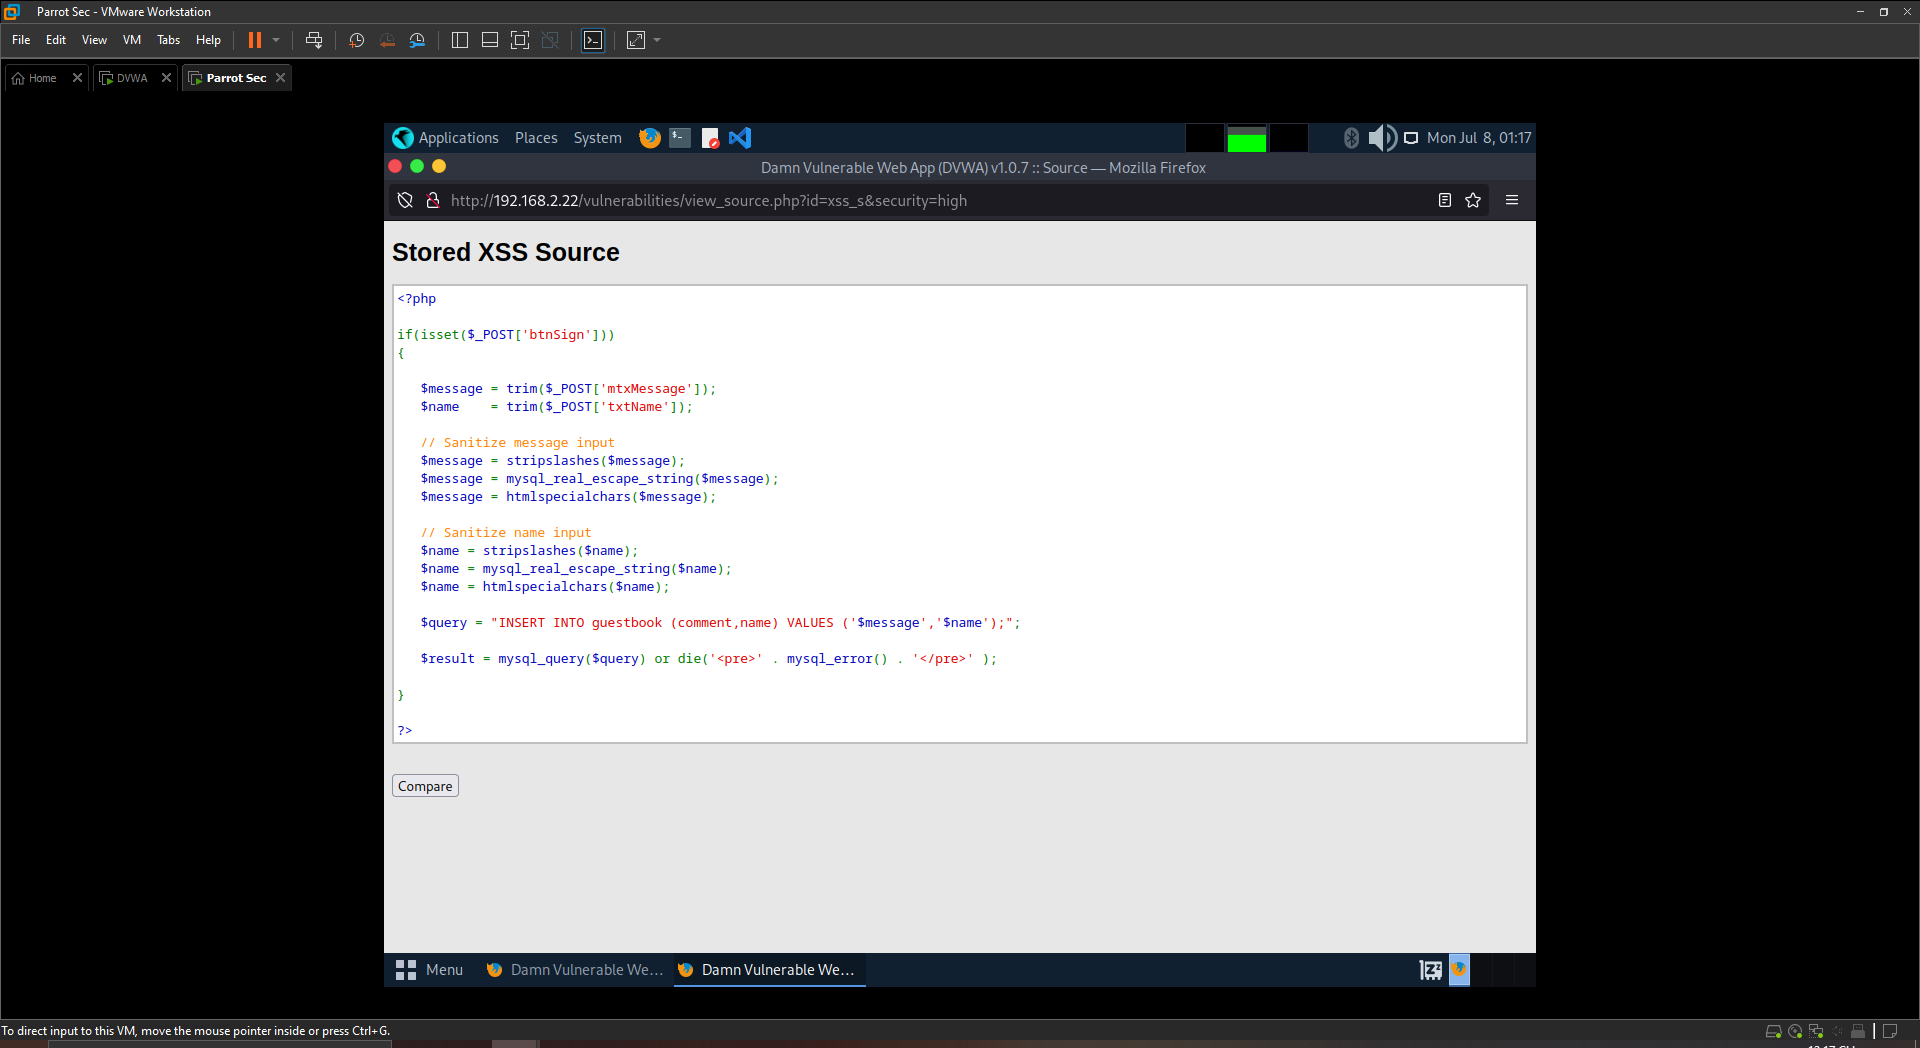 Parrot Sec - VMware Workstation
File Edit View VM Tabs Help
Home DVWA Parrot Sec
Applications Places System Mon Jul 8, 01:17
Damn Vulnerable Web App (DVWA) v1.0.7 :: Source — Mozilla Firefox
http://192.168.2.22/vulnerabilities/view_source.php?id=xss_s&security=high
Stored XSS Source
<?php
if(isset($_POST['btnSign']))
{
$message = trim($_POST['mtxMessage']);
$name    = trim($_POST['txtName']);
// Sanitize message input
$message = stripslashes($message);
$message = mysql_real_escape_string($message);
$message = htmlspecialchars($message);
// Sanitize name input
$name = stripslashes($name);
$name = mysql_real_escape_string($name);
$name = htmlspecialchars($name);
$query = "INSERT INTO guestbook (comment,name) VALUES ('$message','$name');";
$result = mysql_query($query) or die('<pre>' . mysql_error() . '</pre>' );
}
?>
Compare
Menu Damn Vulnerable We... Damn Vulnerable We...
To direct input to this VM, move the mouse pointer inside or press Ctrl+G.